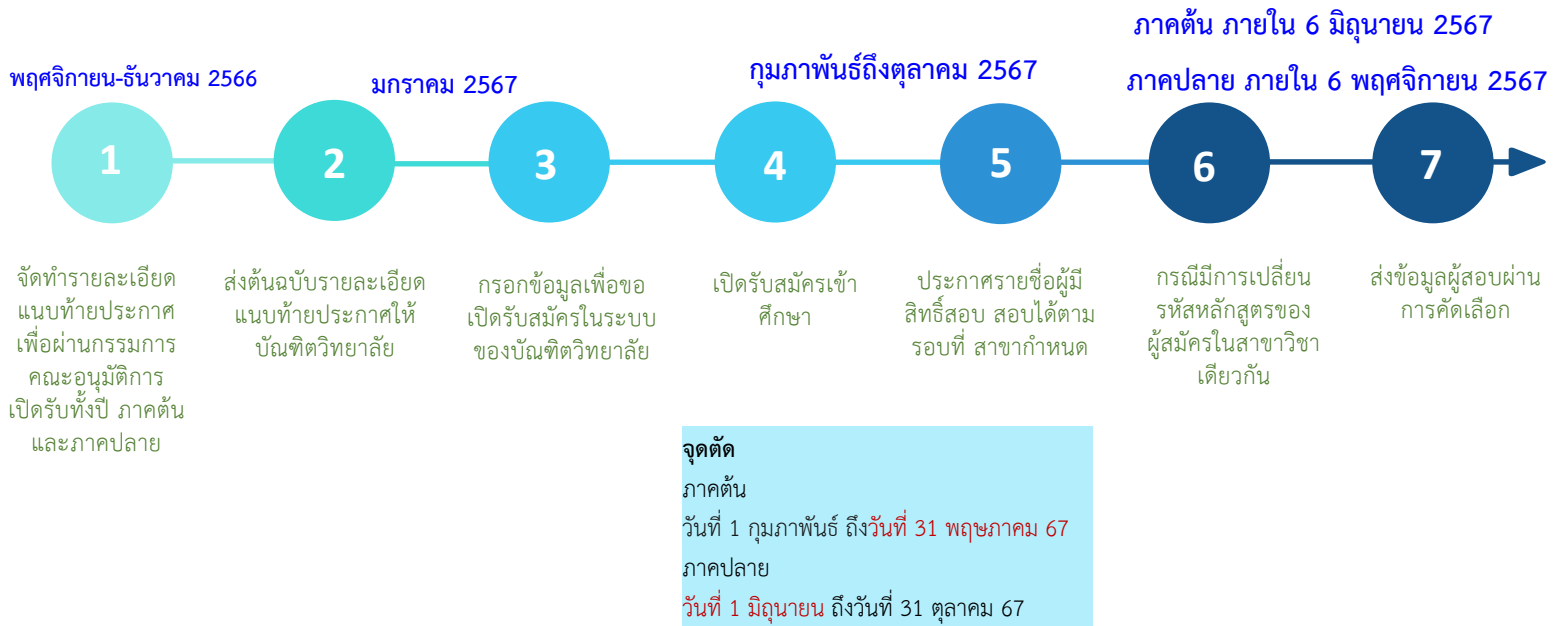 ภาคต้น ภายใน 6 มิถุนายน 2567
พฤศจิกายน-ธันวาคม 2566
มกราคม 2567
กุมภาพันธ์ถึงตุลาคม 2567
ภาคปลาย ภายใน 6 พฤศจิกายน 2567
1
2
3
4
5
6
7
จัดทำรายละเอียด
แนบท้ายประกาศ
เพื่อผ่านกรรมการ
คณะอนุมัติการ
เปิดรับทั้งปี ภาคต้น
และภาคปลาย
ส่งต้นฉบับรายละเอียด
แนบท้ายประกาศให้
บัณฑิตวิทยาลัย
กรอกข้อมูลเพื่อขอ
เปิดรับสมัครในระบบ
ของบัณฑิตวิทยาลัย
เปิดรับสมัครเข้า
ศึกษา
ประกาศรายชื่อผู้มี
สิทธิ์สอบ สอบได้ตาม
รอบที่ สาขากำหนด
กรณีมีการเปลี่ยน
รหัสหลักสูตรของ
ผู้สมัครในสาขาวิชา
เดียวกัน
ส่งข้อมูลผู้สอบผ่าน
การคัดเลือก
จุดตัด
ภาคต้น
วันที่ 1 กุมภาพันธ์ ถึงวันที่ 31 พฤษภาคม 67
ภาคปลาย
วันที่ 1 มิถุนายน ถึงวันที่ 31 ตุลาคม 67